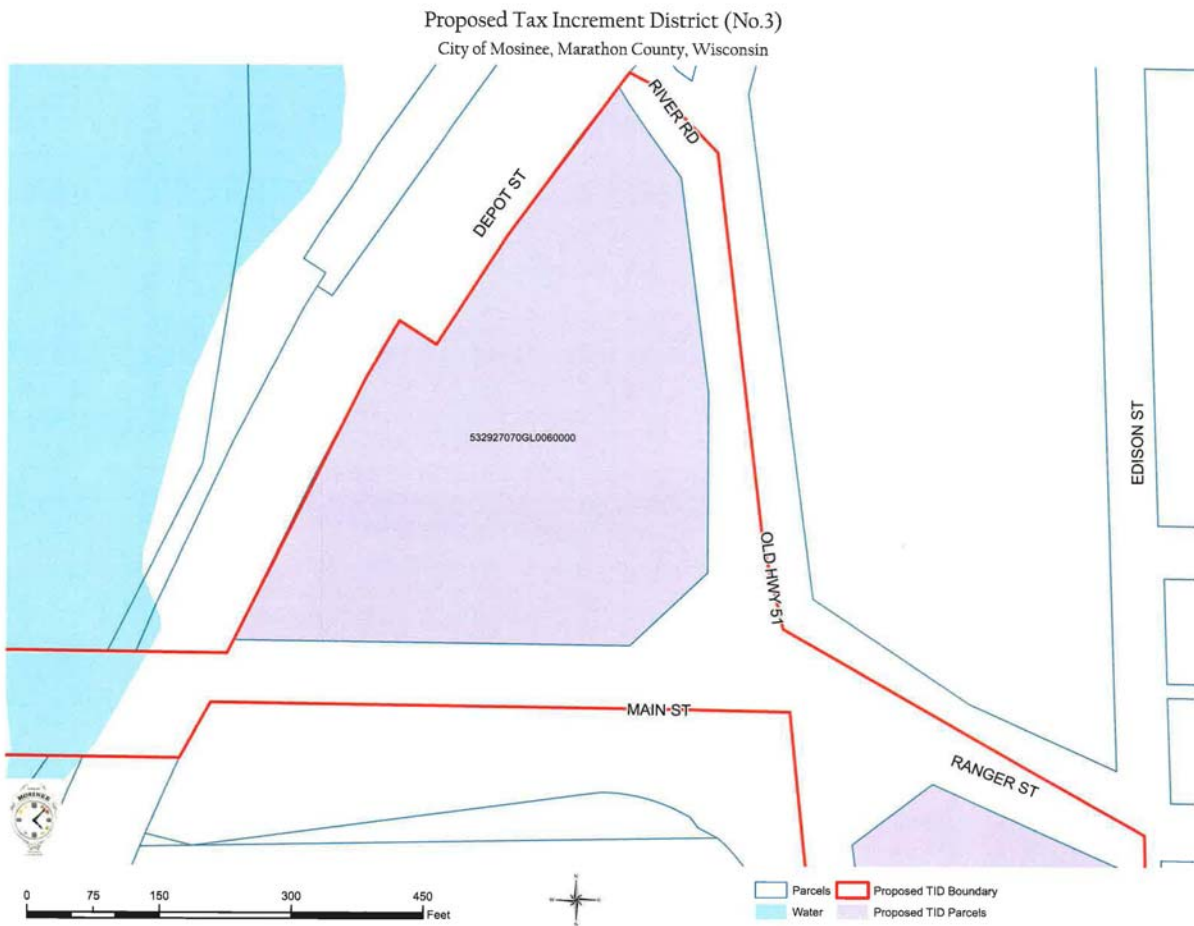 Proposed Tax Increment District (No.3)
City of Mosinee, Marathon County, Wisconsin
RIVER RD
DEPOT ST
EDISON ST
532927070GL0060000
OLD HWY 51
MAIN ST
RANGER ST
MOSINEE
0 75 150 300 450
Feet
N
Parcels
Proposed TID Boundary
Water
Proposed TID Parcels